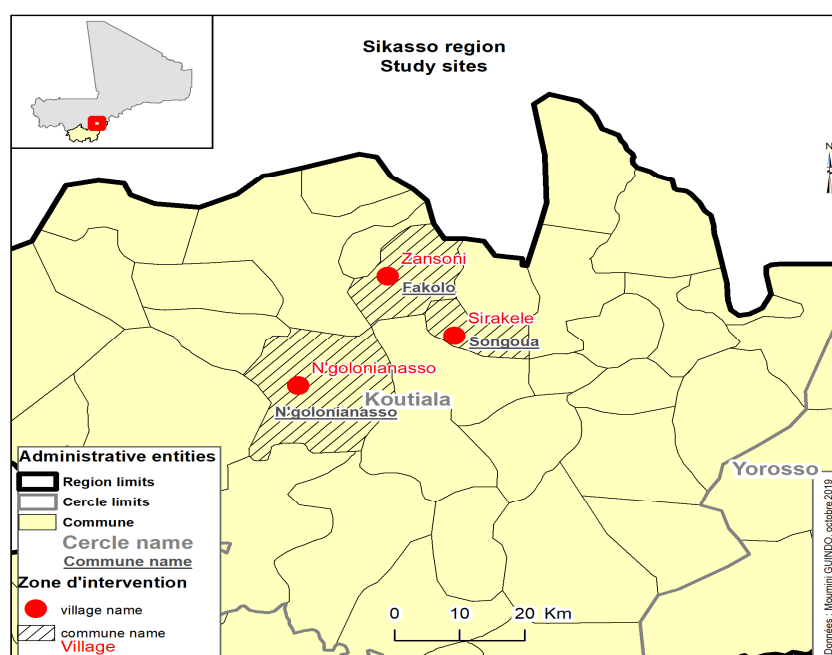 Sikasso region
Study sites
N
Zansoni
Fakolo
Sirakele
Songoua
N'golonianasso
N'golonianasso
Koutiala
Yorosso
Administrative entities
Region limits
Cercle limits
Commune
Cercle name
Commune name
Zone d'intervention
village name
commune name
Village
0 10 20 Km
Données : Moumini GUINDO, octobre 2019